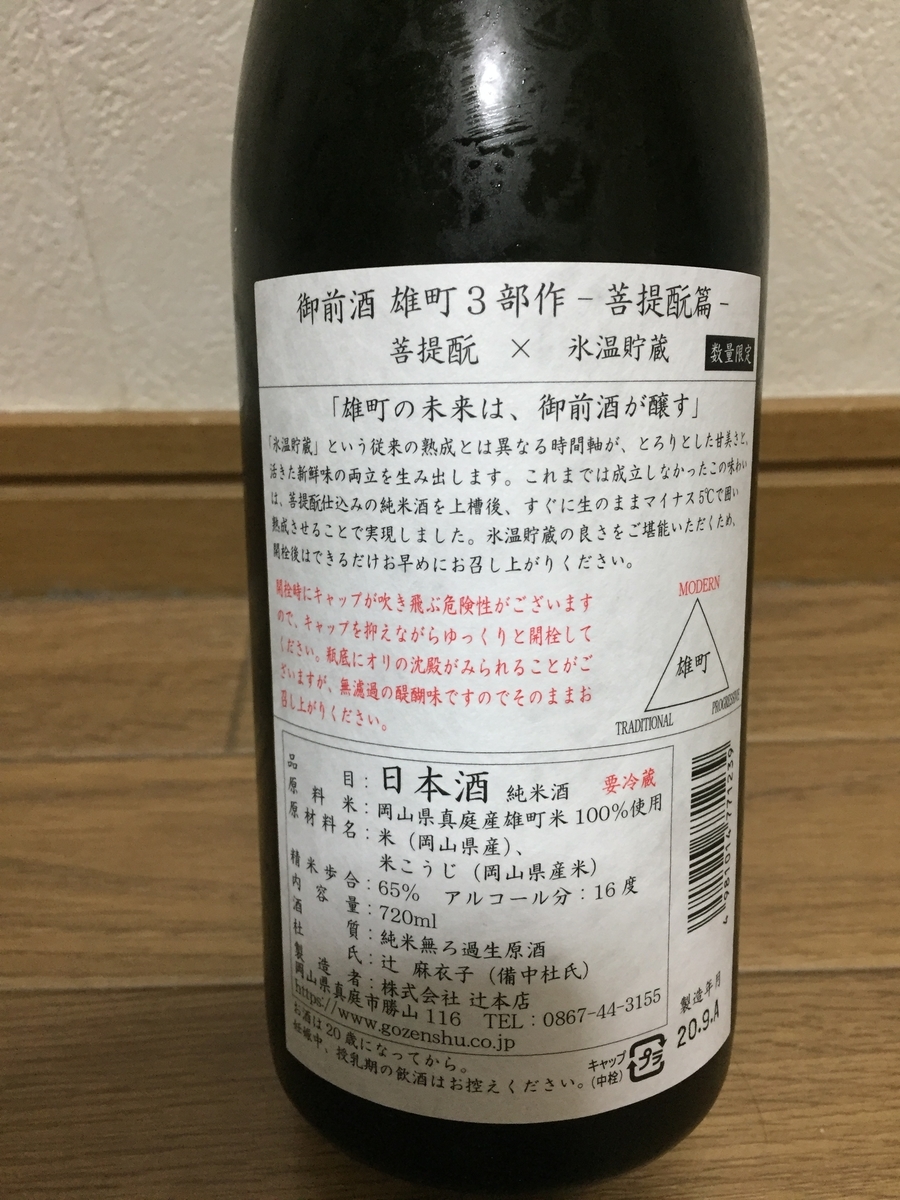 御前酒 雄町3部作 − 菩提酛篇 −
菩提酛 × 氷温貯蔵 数量限定
「雄町の未来は、御前酒が醸す」
「氷温貯蔵」という従来の熟成とは異なる時間軸が、とろりとした甘美さと、
活きた新鮮味の両立を生み出します。これまでは成立しなかったこの味わい
は、菩提酛仕込みの純米酒を上槽後、すぐに生のままマイナス5℃で囲い
熟成させることで実現しました。氷温貯蔵の良さをご堪能いただくため、
開栓後はできるだけお早めにお召し上がりください。
開栓時にキャップが吹き飛ぶ危険性がございます
ので、キャップを抑えながらゆっくりと開栓して
ください。瓶底にオリの沈殿がみられることがご
ざいますが、無濾過の醍醐味ですのでそのままお
召し上がりください。
MODERN
雄町
TRADITIONAL
PROGRESSIVE
品目:日本酒 純米酒 要冷蔵
原料米:岡山県真庭産雄町米100%使用
原材料名:米(岡山県産)、
米こうじ(岡山県産米)
精米歩合:65% アルコール分:16度
内容量:720ml
酒質:純米無ろ過生原酒
杜氏:辻 麻衣子(備中杜氏)
製造者:株式会社 辻本店
岡山県真庭市勝山116 TEL:0867-44-3155
https://www.gozenshu.co.jp
お酒は20歳になってから。
妊娠中、授乳期の飲酒はお控えください。
キャップ
(中栓)
プラ
4 981014 771239
製造年月
20.9.A